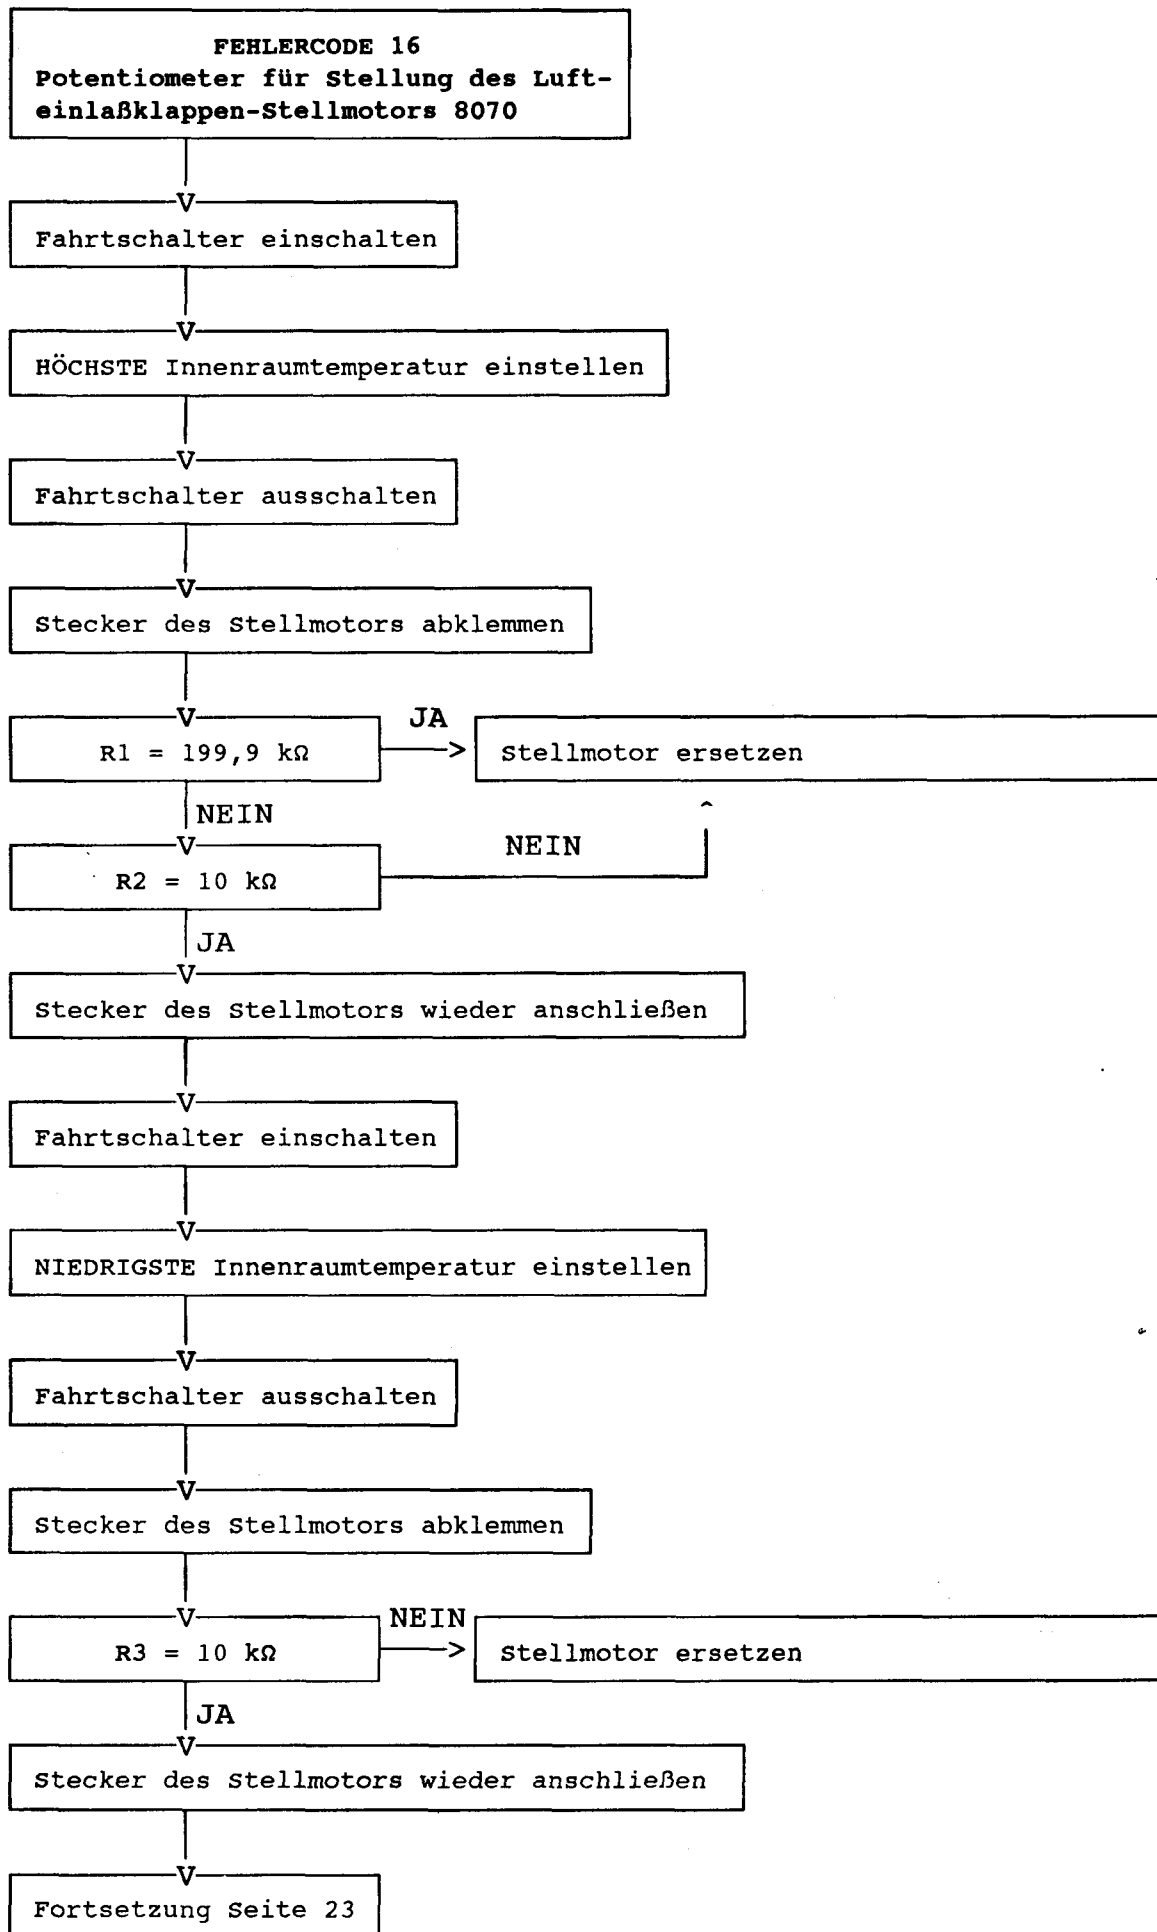 FEHLERCODE 16
Potentiometer für Stellung des Luft-
einlaßklappen-Stellmotors 8070
V
Fahrtschalter einschalten
V
HÖCHSTE Innenraumtemperatur einstellen
V
Fahrtschalter ausschalten
V
Stecker des Stellmotors abklemmen
V
R1 = 199,9 kΩ
JA
>
Stellmotor ersetzen
NEIN
^
V
R2 = 10 kΩ
NEIN
JA
V
Stecker des Stellmotors wieder anschließen
V
Fahrtschalter einschalten
V
NIEDRIGSTE Innenraumtemperatur einstellen
V
Fahrtschalter ausschalten
V
Stecker des Stellmotors abklemmen
V
R3 = 10 kΩ
NEIN
>
Stellmotor ersetzen
JA
V
Stecker des Stellmotors wieder anschließen
V
Fortsetzung Seite 23